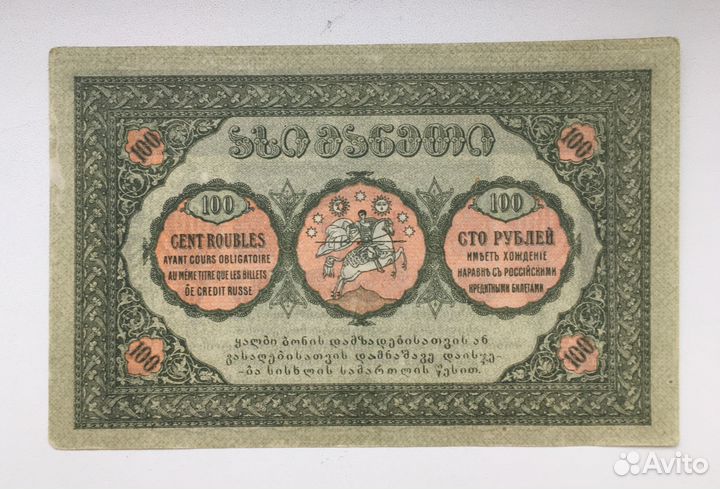 100 100
ასი მანეთი
100
CENT ROUBLES
AYANT COURS OBLIGATOIRE
AU MÊME TITRE QUE LES BILLETS
DE CREDIT RUSSE
100
СТО РУБЛЕЙ
ИМѢЕТЪ ХОЖДЕНІЕ
НАРАВНѢ СЪ РОССІЙСКИМИ
КРЕДИТНЫМИ БИЛЕТАМИ
ყალბი ბონის დამზადებისათვის ან
გასაღებისათვის დამნაშავე დაისჯე-
-ბა სისხლის სამართლის წესით.
100 100
Avito